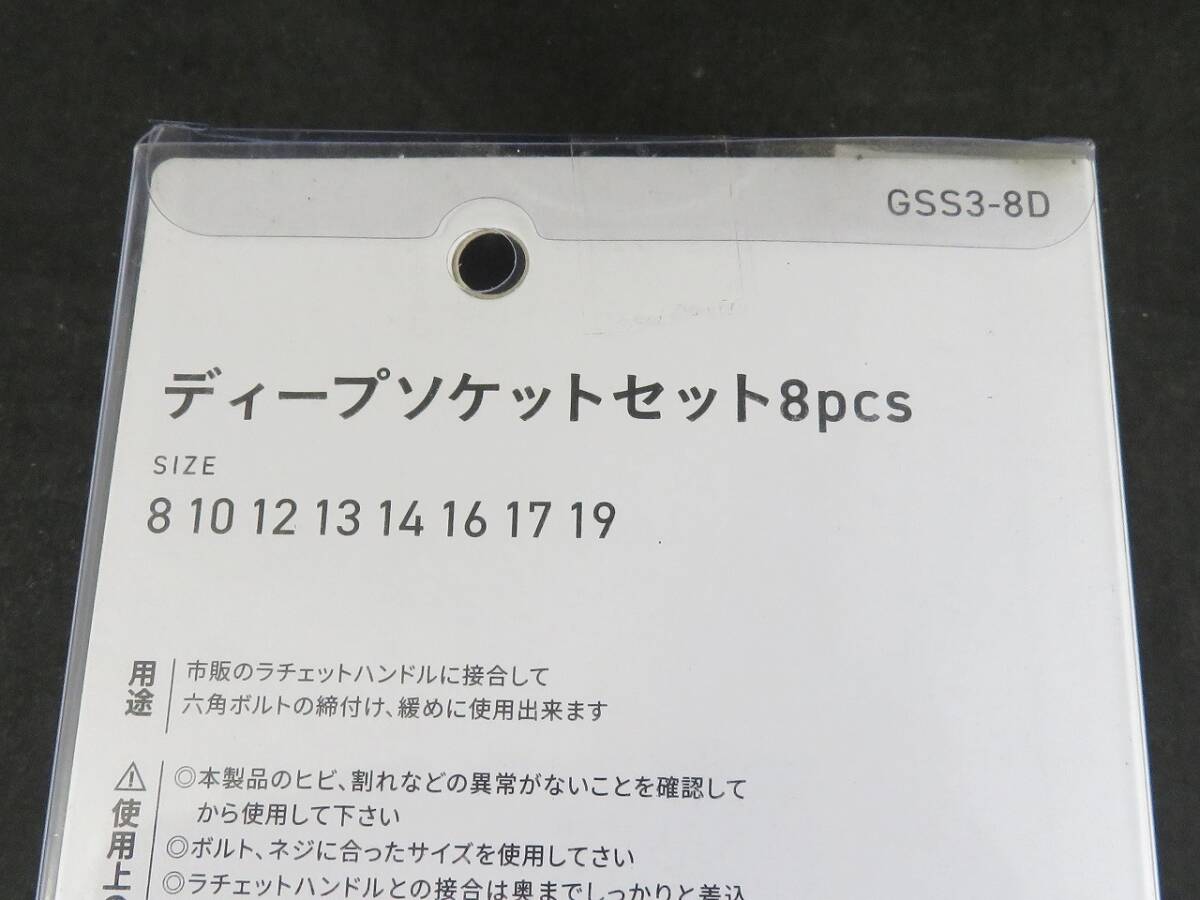 GSS3-8D
ディープソケットセット8pcs
SIZE
8 10 12 13 14 16 17 19
用途
市販のラチェットハンドルに接合して
六角ボルトの締付け、緩めに使用出来ます
⚠使用上
◎本製品のヒビ、割れなどの異常がないことを確認して
から使用して下さい
◎ボルト、ネジに合ったサイズを使用してさい
◎ラチェットハンドルとの接合は奥までしっかりと差込